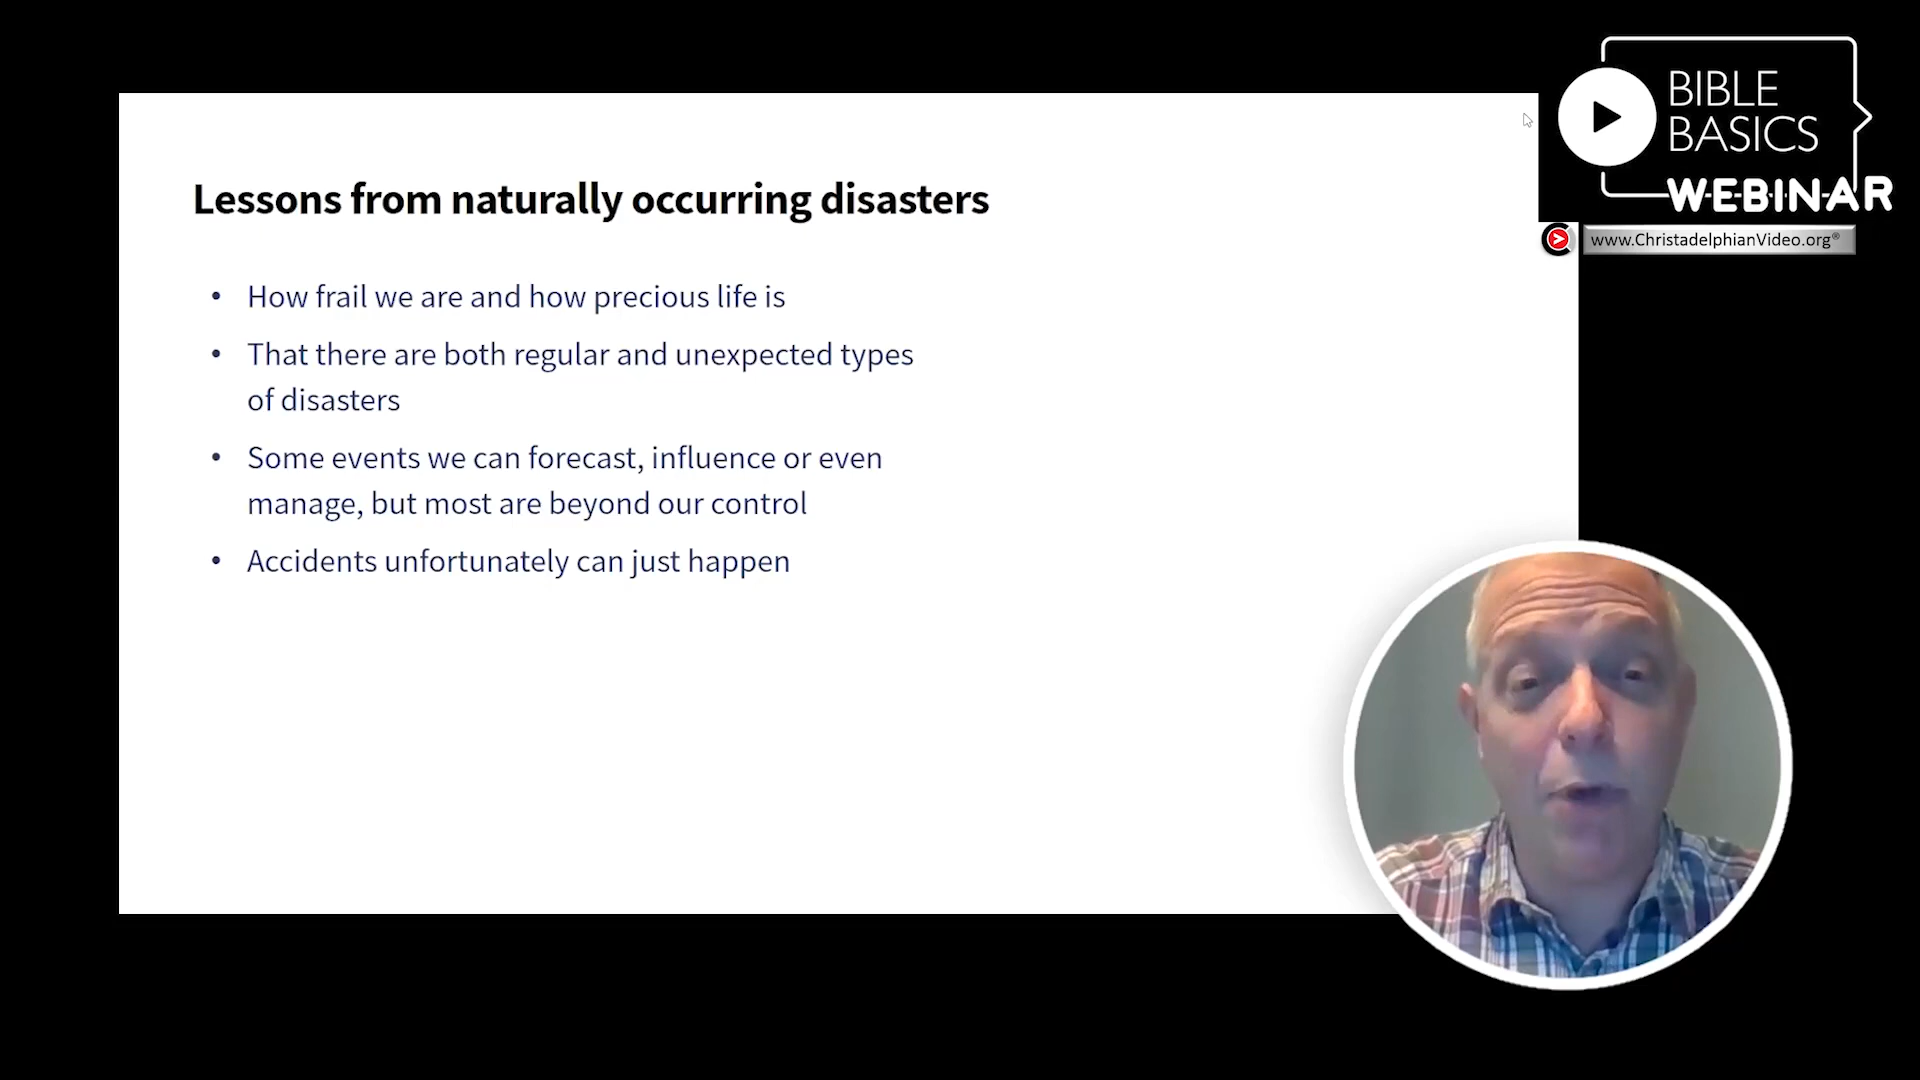 BIBLE
BASICS
WEBINAR
www.ChristadelphianVideo.org®
Lessons from naturally occurring disasters
• How frail we are and how precious life is
• That there are both regular and unexpected types
of disasters
• Some events we can forecast, influence or even
manage, but most are beyond our control
• Accidents unfortunately can just happen